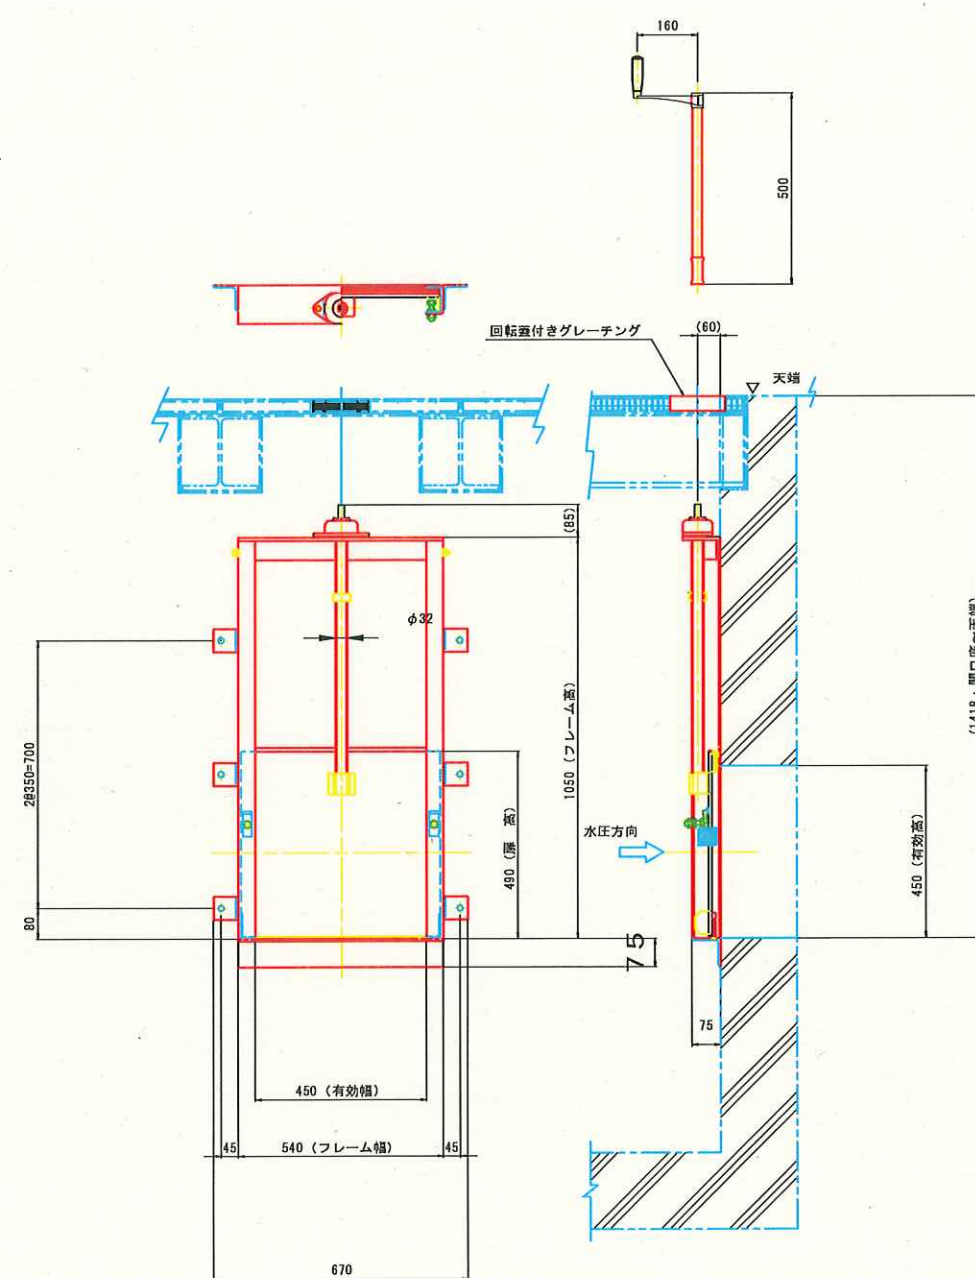 160
500
回転蓋付きグレーチング
(60)
天端
(85)
φ32
2@350=700
1050 (フレーム高)
490 (扉 高)
水圧方向
450 (有効高)
80
75
75
450 (有効幅)
45
540 (フレーム幅)
45
670